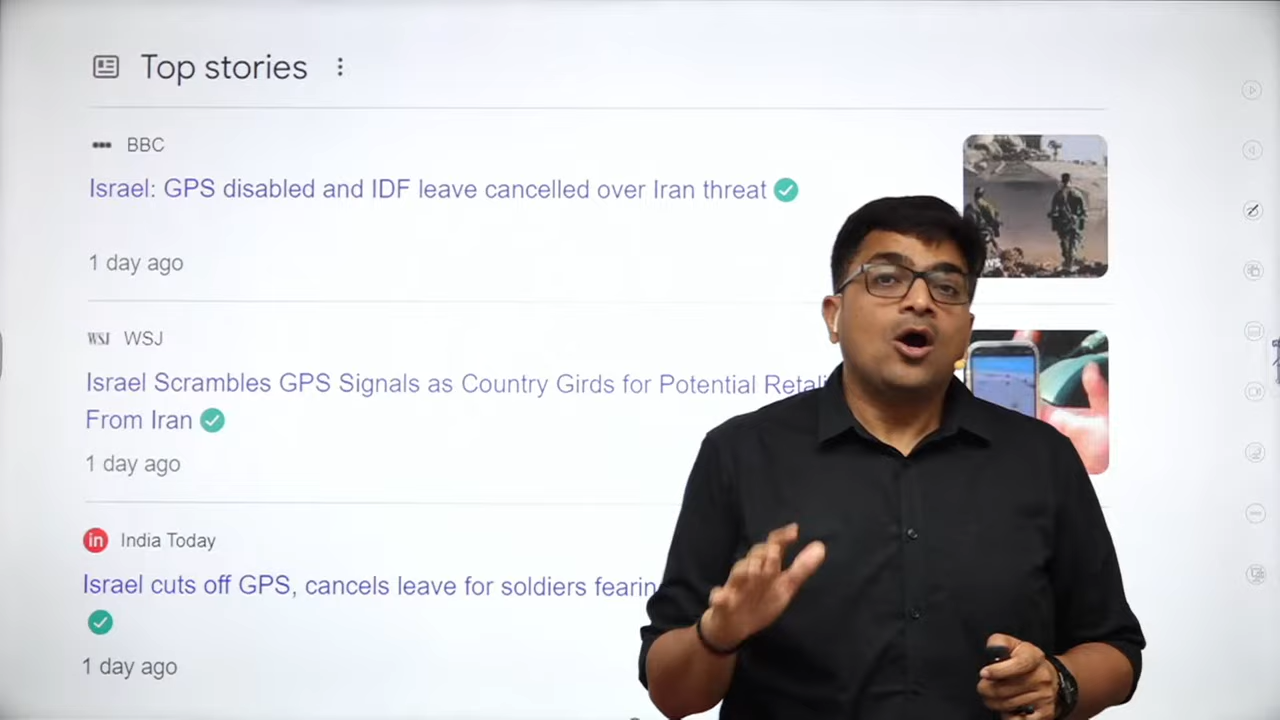 Top stories
BBC
Israel: GPS disabled and IDF leave cancelled over Iran threat
1 day ago
WSJ WSJ
Israel Scrambles GPS Signals as Country Girds for Potential
From Iran
1 day ago
in India Today
Israel cuts off GPS, cancels leave for soldiers
1 day ago